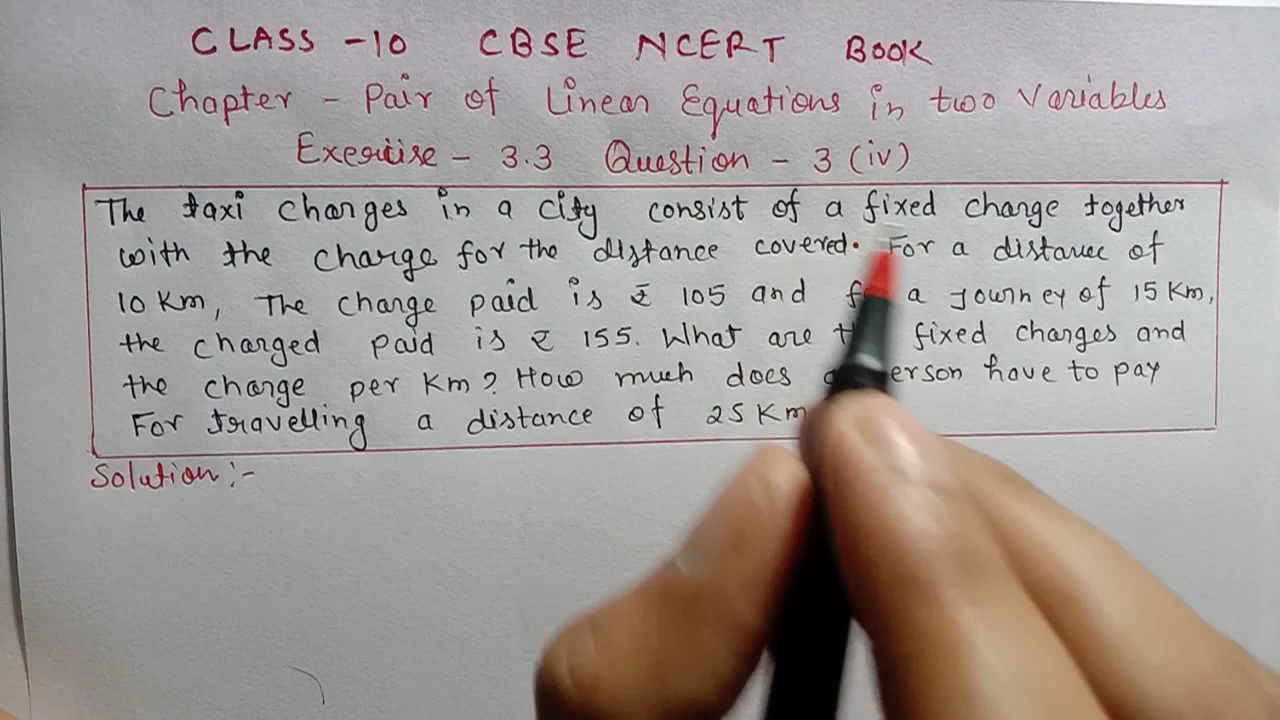 CLASS -10 CBSE NCERT BOOK
Chapter - Pair of Linear Equations in two Variables
Exercise - 3.3 Question - 3 (iv)
The taxi charges in a city consist of a fixed charge together
with the charge for the distance covered. For a distance of
10 Km, The charge paid is ₹ 105 and a Journey of 15 Km,
the charged paid is ₹ 155. What are fixed charges and
the charge per Km? How much does have to pay
For travelling a distance of 25 Km
Solution :-